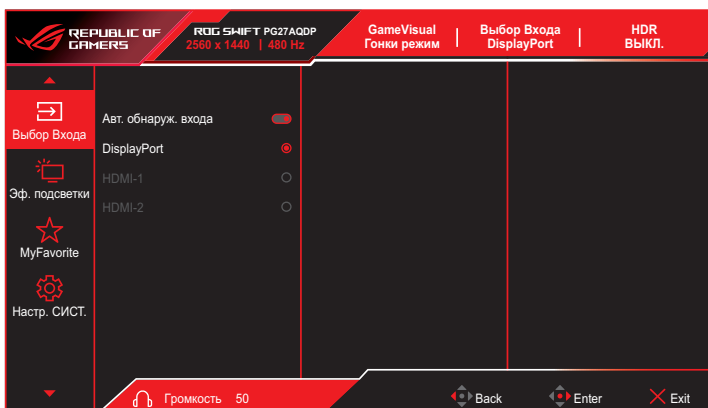 REPUBLIC OF
GAMERS
ROG SWIFT PG27AQDP
2560 x 1440 | 480 Hz
GameVisual
Гонки режим
Выбор Входа
DisplayPort
HDR
ВЫКЛ.
Выбор Входа
Эф. подсветки
MyFavorite
Настр. СИСТ.
Авт. обнаруж. входа
DisplayPort
HDMI-1
HDMI-2
Громкость 50
Back
Enter
Exit